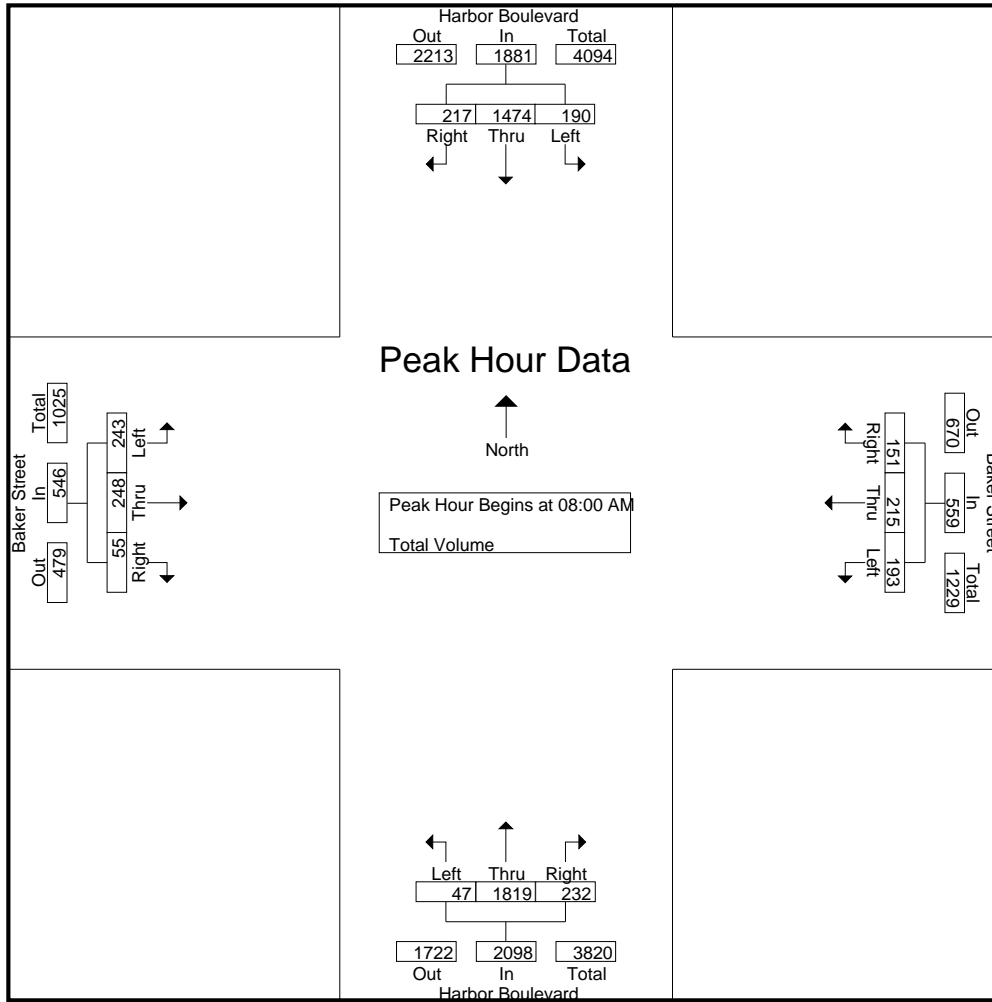 Harbor Boulevard
Out In Total
2213 1881 4094
217 1474 190
Right Thru Left
Peak Hour Data
North
Peak Hour Begins at 08:00 AM
Total Volume
Baker Street
Out In Total
479 546 1025
243 248 55
Left Thru Right
Baker Street
Out In Total
670 559 1229
151 215 193
Right Thru Left
Left Thru Right
47 1819 232
1722 2098 3820
Out In Total
Harbor Boulevard